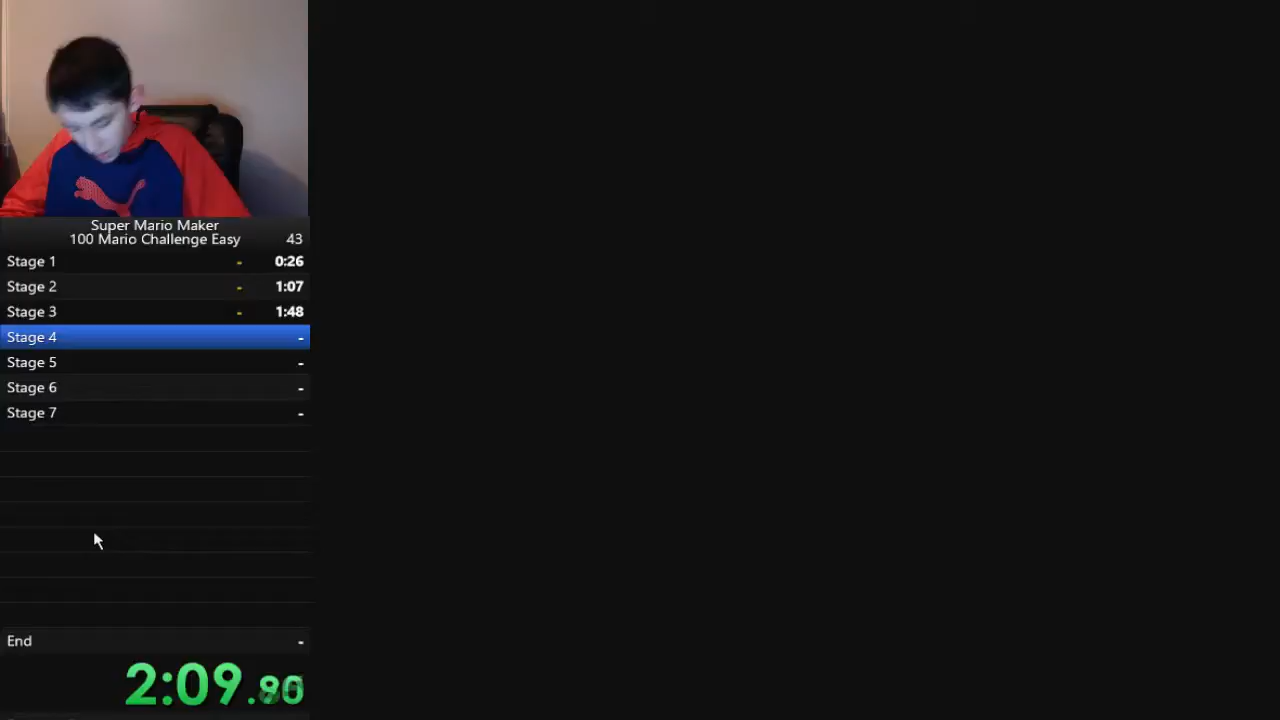 Super Mario Maker
100 Mario Challenge Easy 43
Stage 1 - 0:26
Stage 2 - 1:07
Stage 3 - 1:48
Stage 4 -
Stage 5 -
Stage 6 -
Stage 7 -
End -
2:09.90